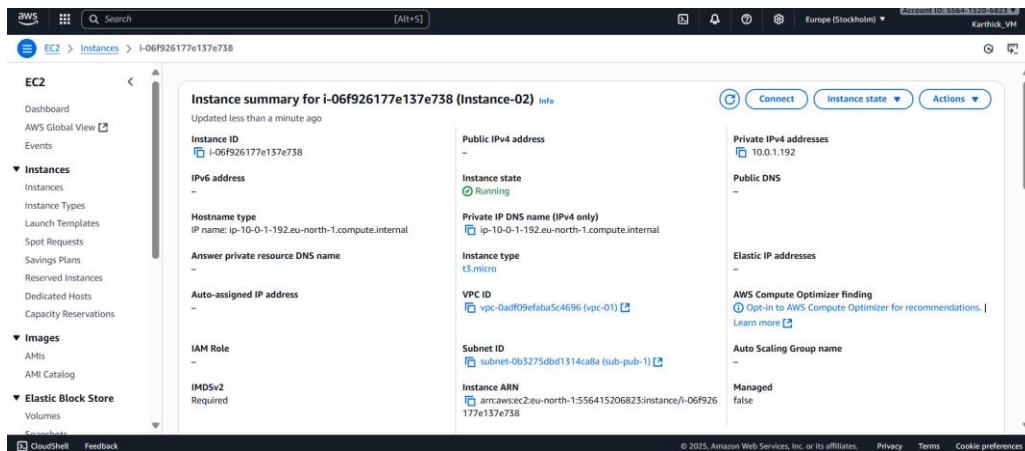 aws
Search
[Alt+S]
Europe (Stockholm) ▼
Account ID: 5564-1520-6823 ▼
Karthick_VM
EC2 > Instances > i-06f926177e137e738
EC2
Dashboard
AWS Global View
Events
▼ Instances
Instances
Instance Types
Launch Templates
Spot Requests
Savings Plans
Reserved Instances
Dedicated Hosts
Capacity Reservations
▼ Images
AMIs
AMI Catalog
▼ Elastic Block Store
Volumes
Snapshots
Instance summary for i-06f926177e137e738 (Instance-02) Info
Updated less than a minute ago
Connect
Instance state ▼
Actions ▼
Instance ID
i-06f926177e137e738
Public IPv4 address
–
Private IPv4 addresses
10.0.1.192
IPv6 address
–
Instance state
Running
Public DNS
–
Hostname type
IP name: ip-10-0-1-192.eu-north-1.compute.internal
Private IP DNS name (IPv4 only)
ip-10-0-1-192.eu-north-1.compute.internal
Answer private resource DNS name
–
Instance type
t3.micro
Elastic IP addresses
–
Auto-assigned IP address
–
VPC ID
vpc-0adf09efaba5c4696 (vpc-01)
AWS Compute Optimizer finding
Opt-in to AWS Compute Optimizer for recommendations. |
Learn more
IAM Role
–
Subnet ID
subnet-0b3275dbd1314ca8a (sub-pub-1)
Auto Scaling Group name
–
IMDSv2
Required
Instance ARN
arn:aws:ec2:eu-north-1:556415206823:instance/i-06f926
177e137e738
Managed
false
CloudShell Feedback
© 2025, Amazon Web Services, Inc. or its affiliates. Privacy Terms Cookie preferences